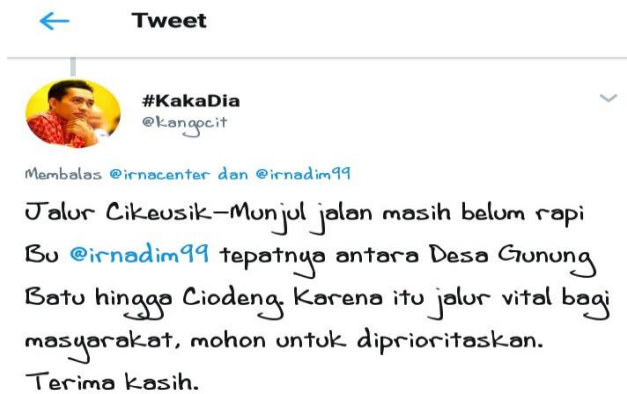 Tweet
#KakaDia
@kangocit
Membalas @irnacenter dan @irnadim99
Jalur Cikeusik-Munjul jalan masih belum rapi
Bu @irnadim99 tepatnya antara Desa Gunung
Batu hingga Ciodeng. Karena itu jalur vital bagi
masyarakat, mohon untuk diprioritaskan.
Terima kasih.